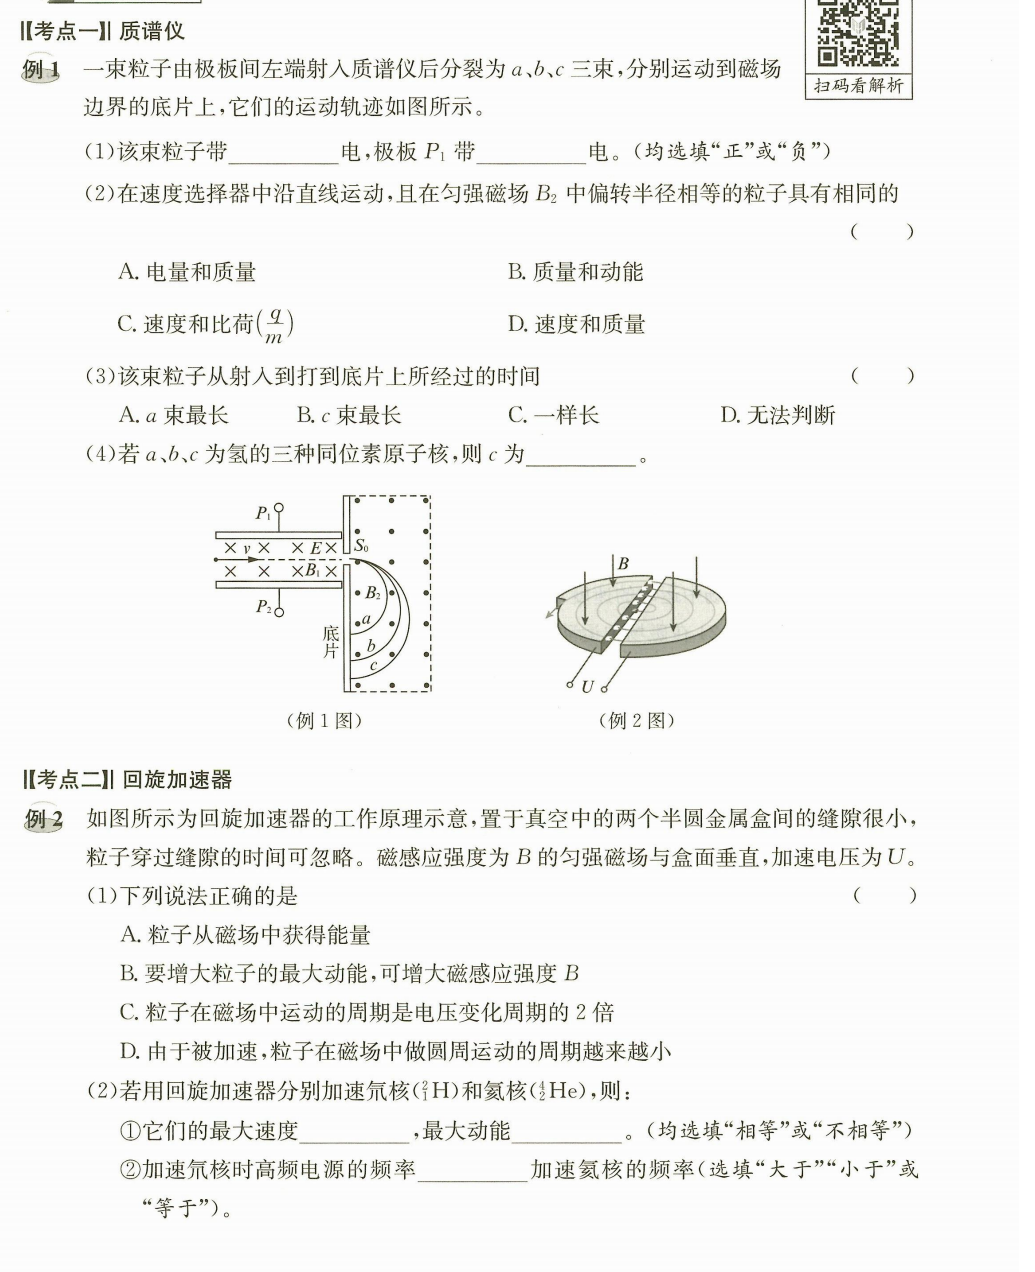 【考点一】 质谱仪
扫码看解析
例1 一束粒子由极板间左端射入质谱仪后分裂为 a、b、c 三束,分别运动到磁场
边界的底片上,它们的运动轨迹如图所示。
(1)该束粒子带__________电,极板 P₁ 带__________电。(均选填“正”或“负”)
(2)在速度选择器中沿直线运动,且在匀强磁场 B₂ 中偏转半径相等的粒子具有相同的
(    )
A. 电量和质量 B. 质量和动能
C. 速度和比荷(q/m) D. 速度和质量
(3)该束粒子从射入到打到底片上所经过的时间 (    )
A. a 束最长 B. c 束最长 C. 一样长 D. 无法判断
(4)若 a、b、c 为氢的三种同位素原子核,则 c 为__________。
P₁
v E S₀
B₁
P₂ B₂
a
底片
b
c
(例 1 图)
B
U
(例 2 图)
【考点二】 回旋加速器
例2 如图所示为回旋加速器的工作原理示意,置于真空中的两个半圆金属盒间的缝隙很小,
粒子穿过缝隙的时间可忽略。磁感应强度为 B 的匀强磁场与盒面垂直,加速电压为 U。
(1)下列说法正确的是 (    )
A. 粒子从磁场中获得能量
B. 要增大粒子的最大动能,可增大磁感应强度 B
C. 粒子在磁场中运动的周期是电压变化周期的 2 倍
D. 由于被加速,粒子在磁场中做圆周运动的周期越来越小
(2)若用回旋加速器分别加速氘核(²₁H)和氦核(⁴₂He),则:
①它们的最大速度__________,最大动能__________。(均选填“相等”或“不相等”)
②加速氘核时高频电源的频率__________加速氦核的频率(选填“大于”“小于”或
“等于”)。